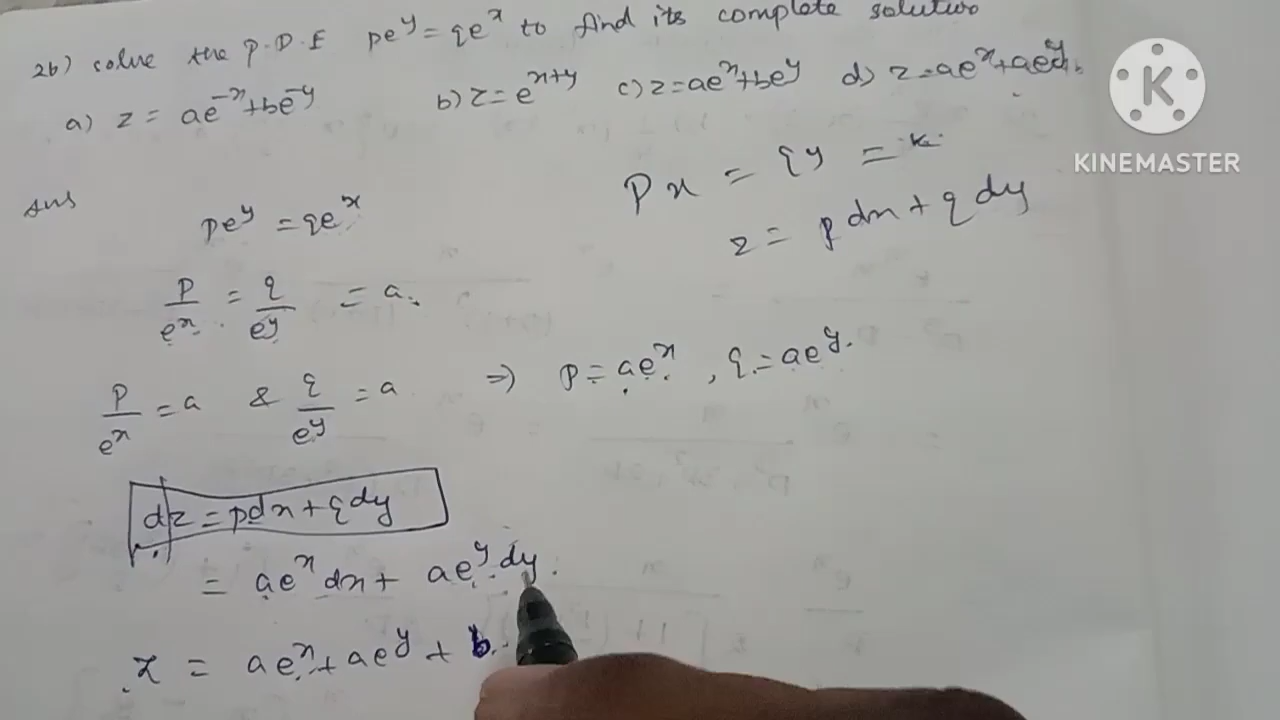 2b) solve the P.D.E pe^y = qe^x to find its complete solution
a) z = ae^-x + be^-y b) z = e^x+y c) z = ae^x + be^y d) z = ae^x + ae^y + b.
KINEMASTER
Ans
pe^y = qe^x
Px = qy = k
z = p dx + q dy
p/e^x = q/e^y = a.
p/e^x = a & q/e^y = a ⇒ p = ae^x, q = ae^y.
dz = pdx + qdy
= ae^x dx + ae^y dy.
z = ae^x + ae^y + b.